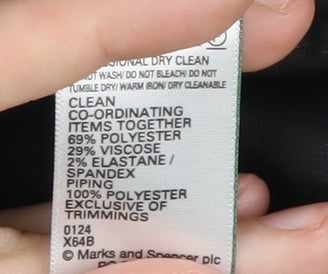 DRY CLEAN
NOT WASH/ DO NOT BLEACH/ DO NOT
TUMBLE DRY/ WARM IRON/ DRY CLEANABLE
CLEAN
CO-ORDINATING
ITEMS TOGETHER
69% POLYESTER
29% VISCOSE
2% ELASTANE /
SPANDEX
PIPING
100% POLYESTER
EXCLUSIVE OF
TRIMMINGS
0124
X64B
© Marks and Spencer plc